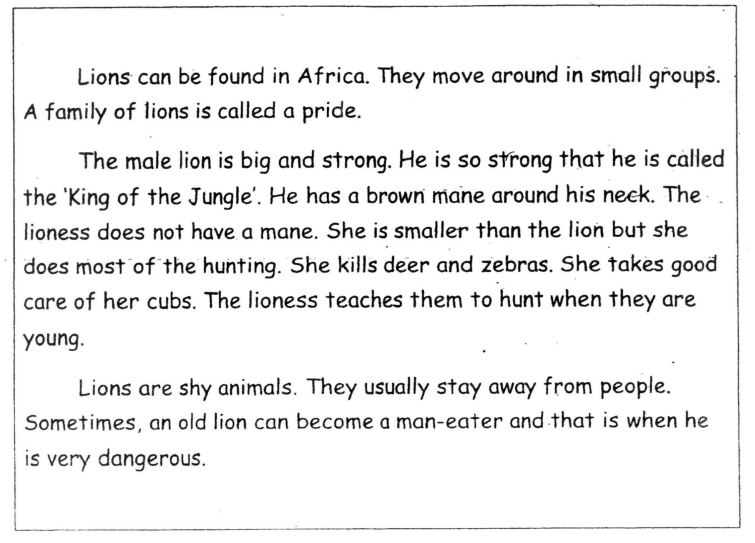 Lions can be found in Africa. They move around in small groups.
A family of lions is called a pride.
The male lion is big and strong. He is so strong that he is called
the 'King of the Jungle'. He has a brown mane around his neck. The
lioness does not have a mane. She is smaller than the lion but she
does most of the hunting. She kills deer and zebras. She takes good
care of her cubs. The lioness teaches them to hunt when they are
young.
Lions are shy animals. They usually stay away from people.
Sometimes, an old lion can become a man-eater and that is when he
is very dangerous.